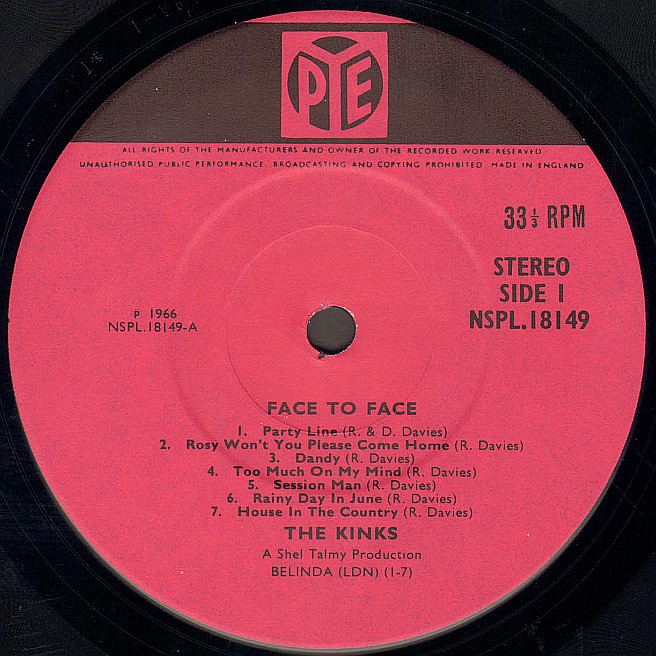 PYE
ALL RIGHTS OF THE MANUFACTURERS AND OWNER OF THE RECORDED WORK RESERVED
UNAUTHORISED PUBLIC PERFORMANCE, BROADCASTING AND COPYING PROHIBITED MADE IN ENGLAND
33⅓ RPM
STEREO
SIDE 1
NSPL.18149
P 1966
NSPL.18149-A
FACE TO FACE
1. Party Line (R. & D. Davies)
2. Rosy Won't You Please Come Home (R. Davies)
3. Dandy (R. Davies)
4. Too Much On My Mind (R. Davies)
5. Session Man (R. Davies)
6. Rainy Day In June (R. Davies)
7. House In The Country (R. Davies)
THE KINKS
A Shel Talmy Production
BELINDA (LDN) (1-7)